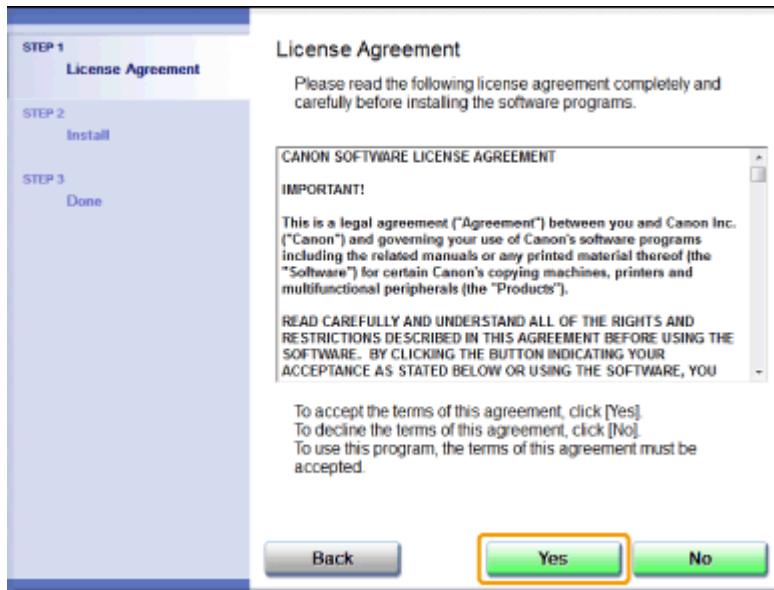 STEP 1
License Agreement
STEP 2
Install
STEP 3
Done
License Agreement
Please read the following license agreement completely and
carefully before installing the software programs.
CANON SOFTWARE LICENSE AGREEMENT
IMPORTANT!
This is a legal agreement ("Agreement") between you and Canon Inc.
("Canon") and governing your use of Canon's software programs
including the related manuals or any printed material thereof (the
"Software") for certain Canon's copying machines, printers and
multifunctional peripherals (the "Products").
READ CAREFULLY AND UNDERSTAND ALL OF THE RIGHTS AND
RESTRICTIONS DESCRIBED IN THIS AGREEMENT BEFORE USING THE
SOFTWARE. BY CLICKING THE BUTTON INDICATING YOUR
ACCEPTANCE AS STATED BELOW OR USING THE SOFTWARE, YOU
To accept the terms of this agreement, click [Yes].
To decline the terms of this agreement, click [No].
To use this program, the terms of this agreement must be
accepted.
Back
Yes
No